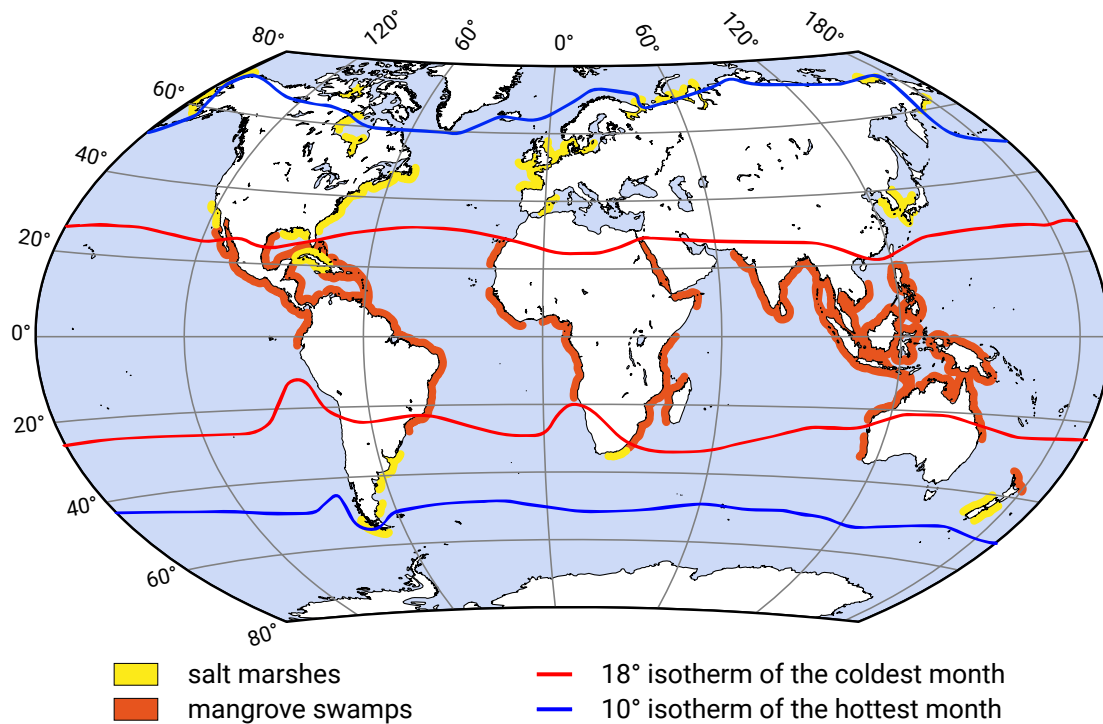 80° 120° 60° 0° 60° 120° 180°
60°
40°
20°
0°
20°
40°
60°
80°
salt marshes
mangrove swamps
18° isotherm of the coldest month
10° isotherm of the hottest month